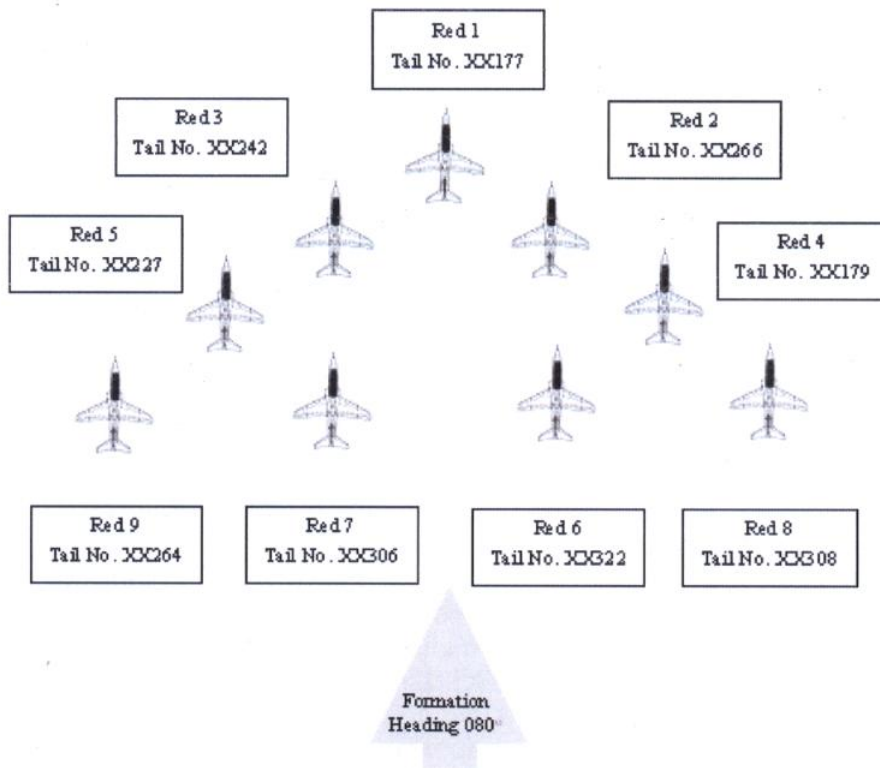 Red 1
Tail No. XX177
Red 3
Tail No. XX242
Red 2
Tail No. XX266
Red 5
Tail No. XX227
Red 4
Tail No. XX179
Red 9
Tail No. XX264
Red 7
Tail No. XX306
Red 6
Tail No. XX322
Red 8
Tail No. XX308
Formation
Heading 080°